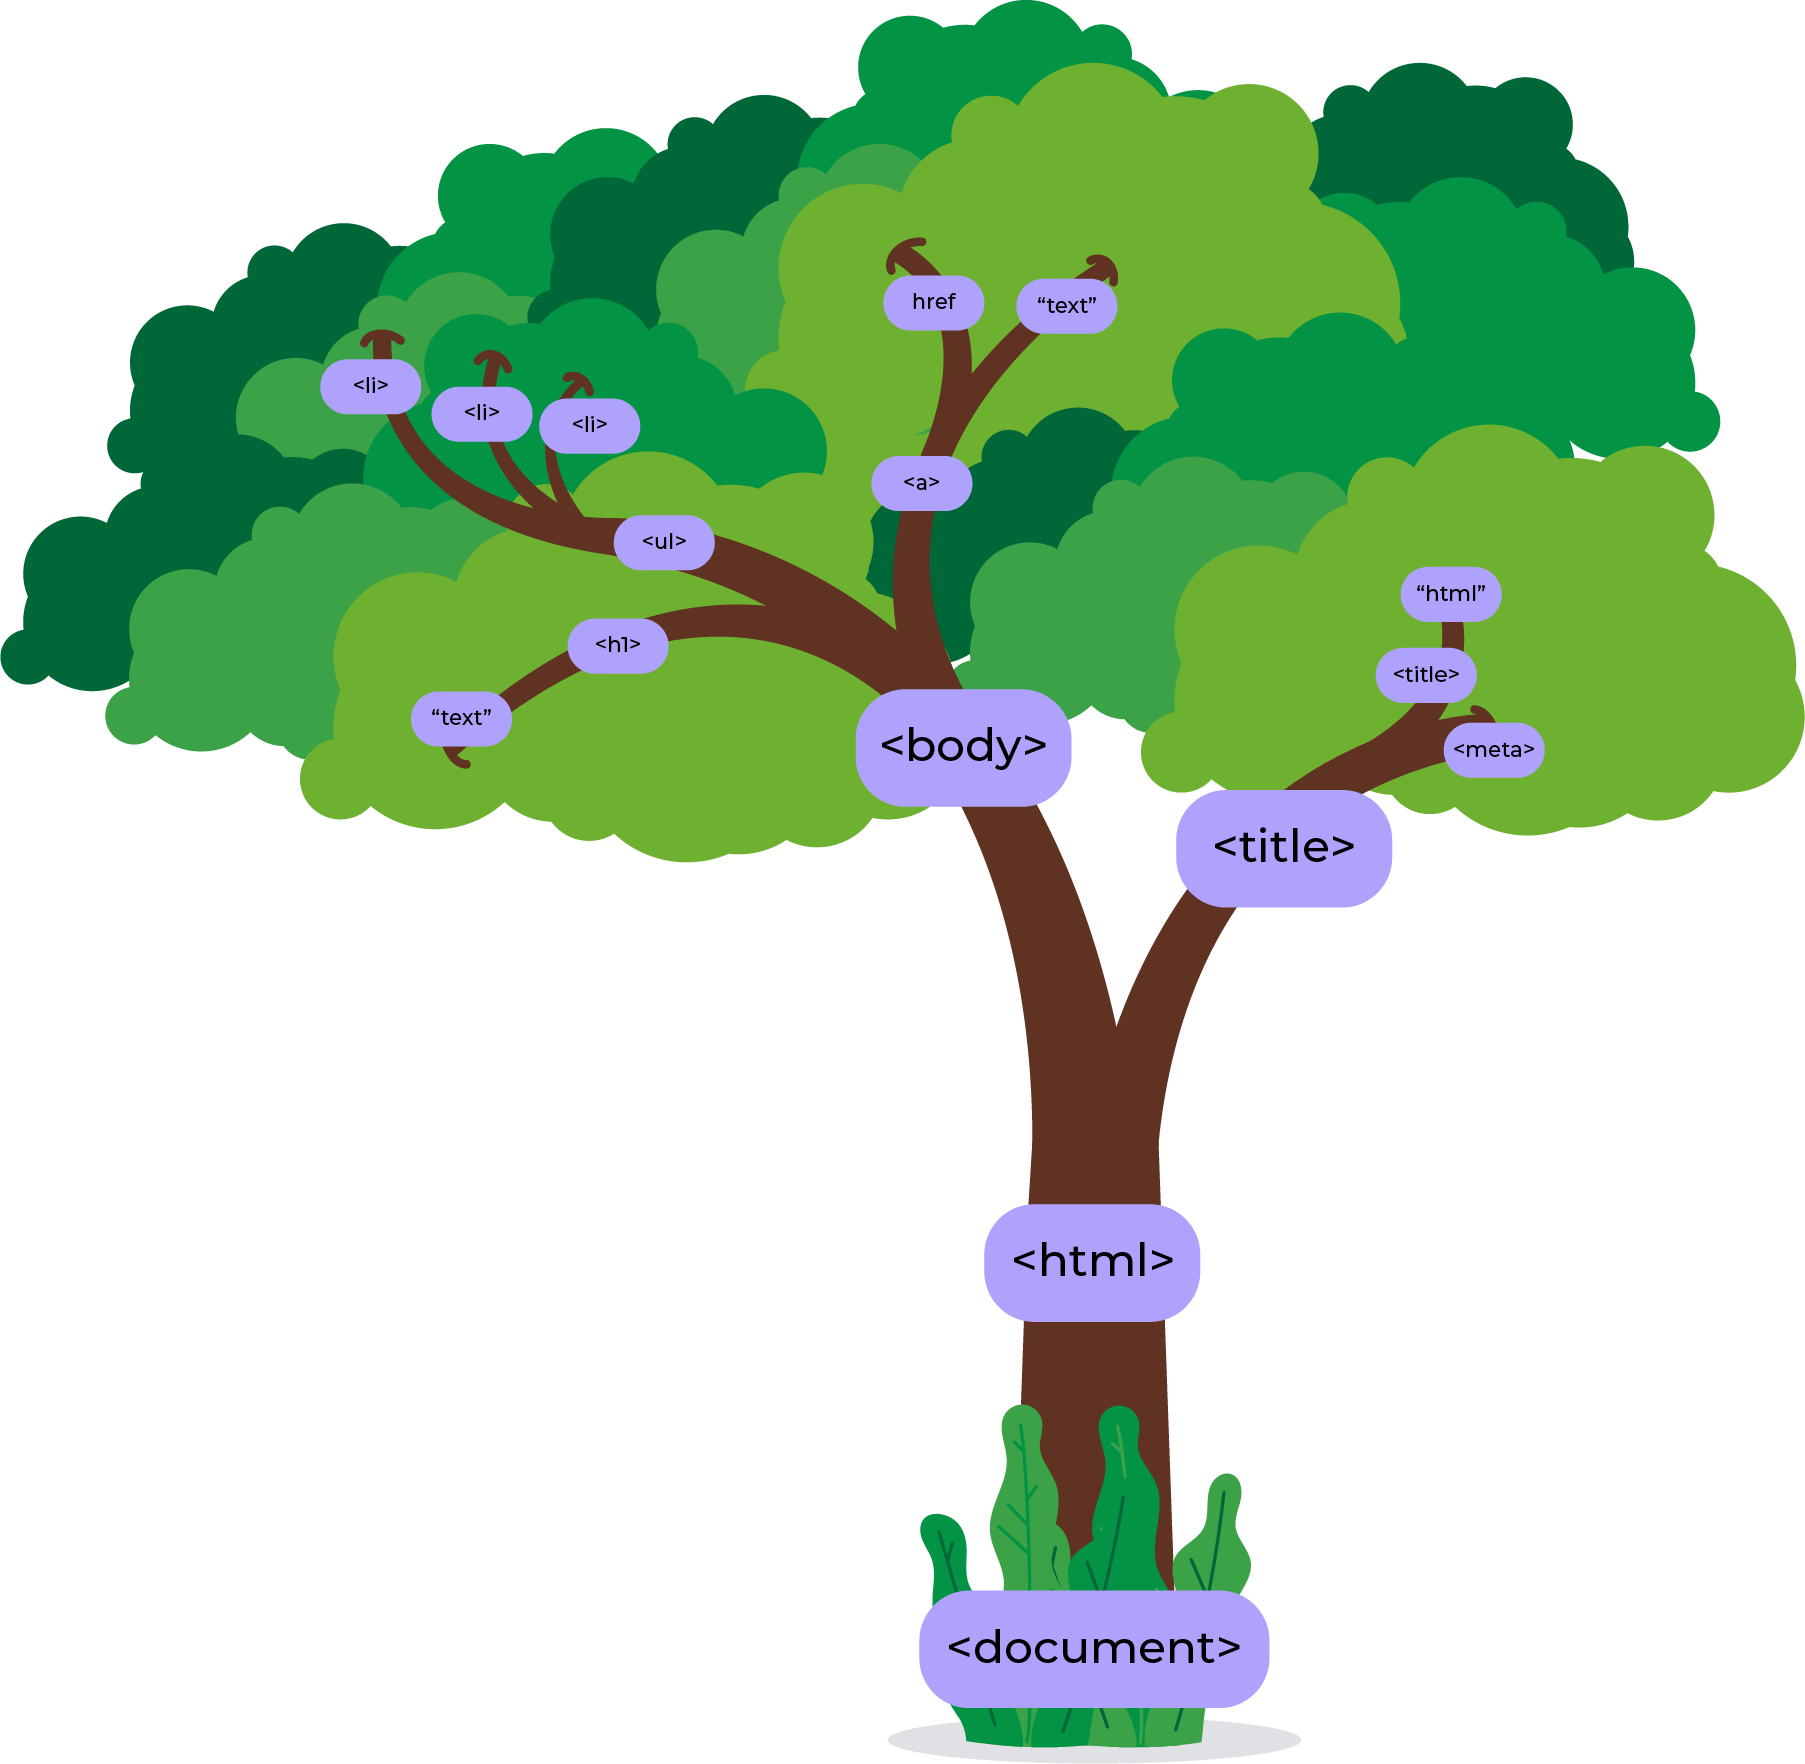 href
“text”
<li>
<li>
<li>
<a>
<ul>
“html”
<h1>
<title>
“text”
<body>
<meta>
<title>
<html>
<document>